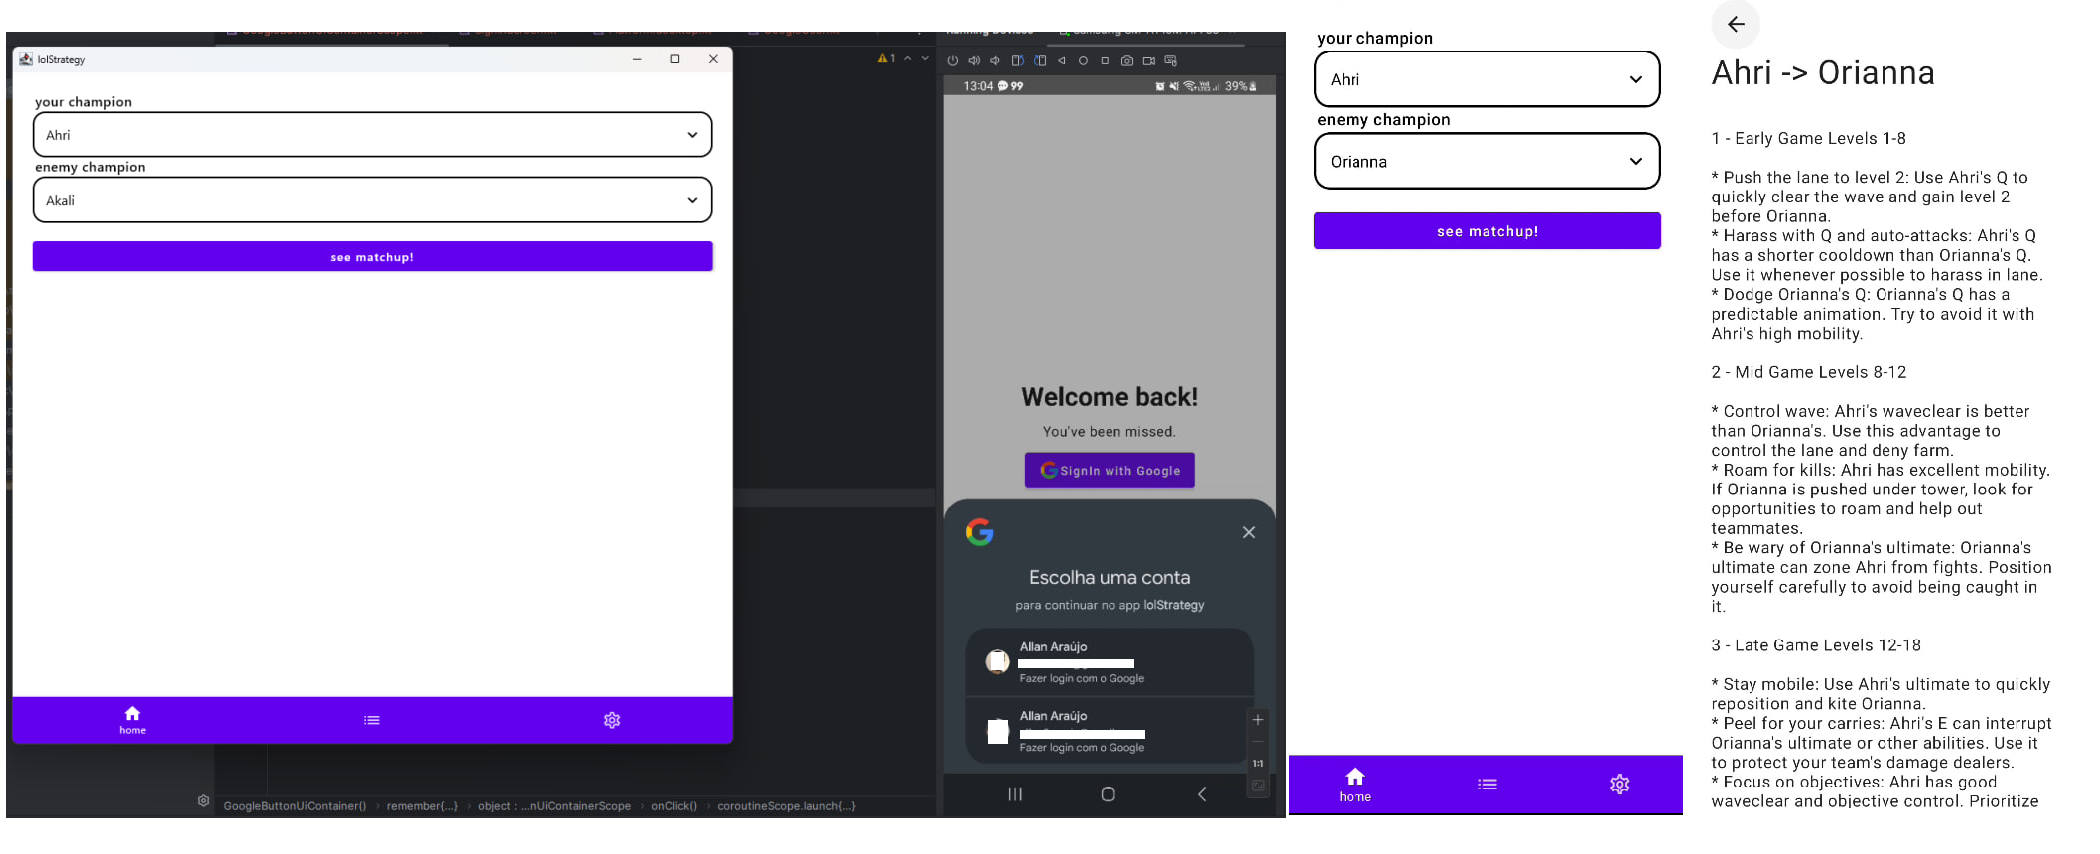 lolStrategy
your champion
Ahri
enemy champion
Akali
see matchup!
home
1
GoogleButtonUiContainer() › remember{...} › object : ...nUiContainerScope › onClick() › coroutineScope.launch{...}
13:04 99
39%
Welcome back!
You've been missed.
SignIn with Google
Escolha uma conta
para continuar no app lolStrategy
Allan Araújo
Fazer login com o Google
Allan Araújo
Fazer login com o Google
1:1
your champion
Ahri
enemy champion
Orianna
see matchup!
home
Ahri -> Orianna
1 - Early Game Levels 1-8
* Push the lane to level 2: Use Ahri's Q to
quickly clear the wave and gain level 2
before Orianna.
* Harass with Q and auto-attacks: Ahri's Q
has a shorter cooldown than Orianna's Q.
Use it whenever possible to harass in lane.
* Dodge Orianna's Q: Orianna's Q has a
predictable animation. Try to avoid it with
Ahri's high mobility.
2 - Mid Game Levels 8-12
* Control wave: Ahri's waveclear is better
than Orianna's. Use this advantage to
control the lane and deny farm.
* Roam for kills: Ahri has excellent mobility.
If Orianna is pushed under tower, look for
opportunities to roam and help out
teammates.
* Be wary of Orianna's ultimate: Orianna's
ultimate can zone Ahri from fights. Position
yourself carefully to avoid being caught in
it.
3 - Late Game Levels 12-18
* Stay mobile: Use Ahri's ultimate to quickly
reposition and kite Orianna.
* Peel for your carries: Ahri's E can interrupt
Orianna's ultimate or other abilities. Use it
to protect your team's damage dealers.
* Focus on objectives: Ahri has good
waveclear and objective control. Prioritize